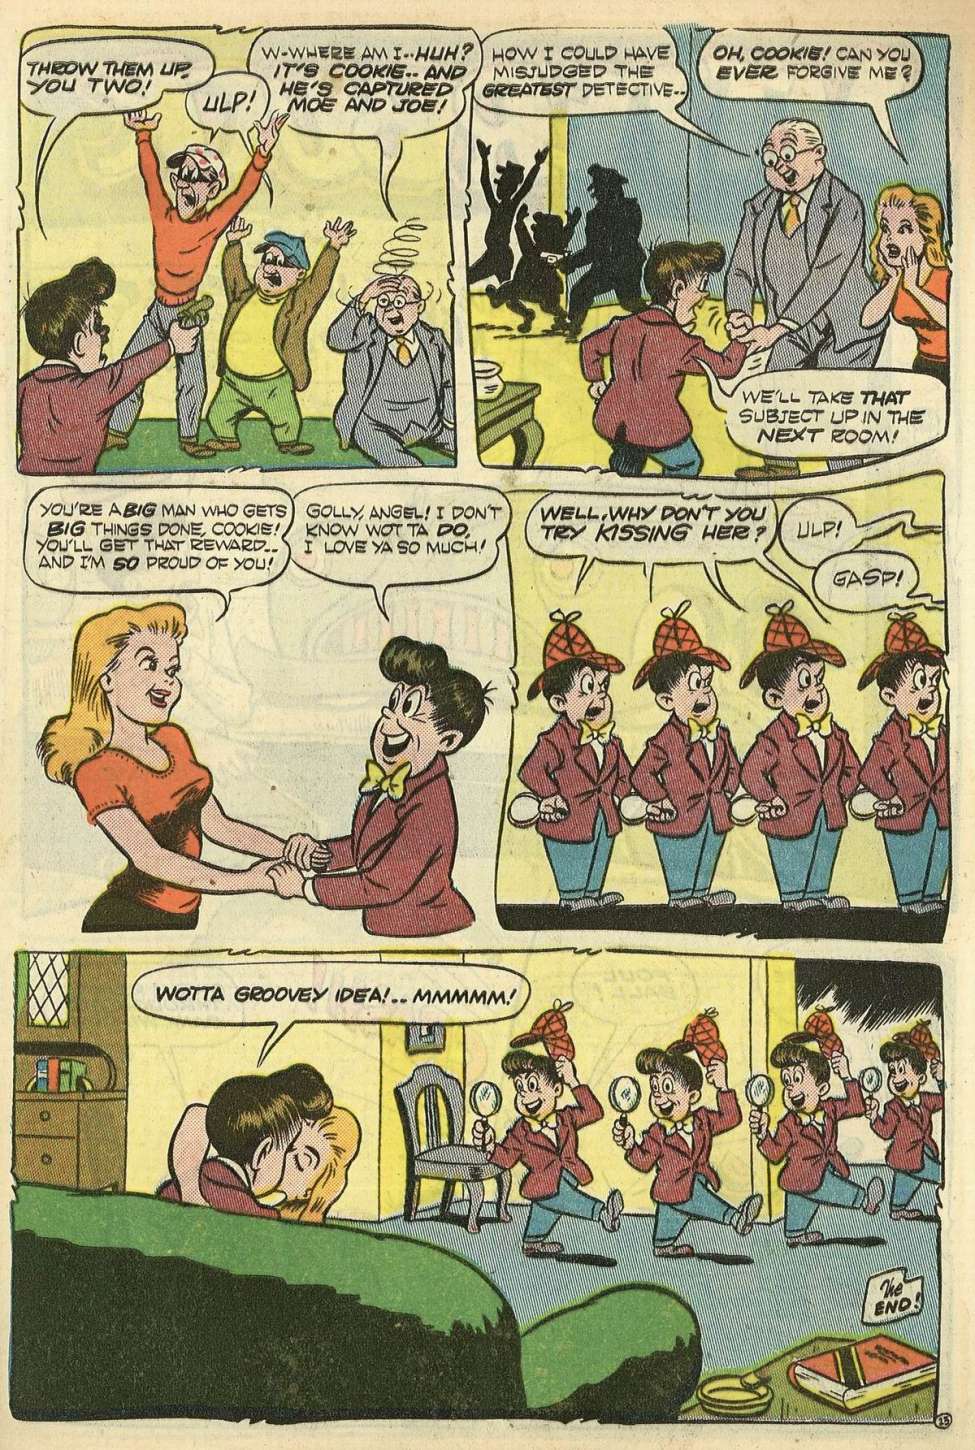 THROW THEM UP,
YOU TWO!
ULP!
W-WHERE AM I-- HUH?
IT'S COOKIE-- AND
HE'S CAPTURED
MOE AND JOE!
HOW I COULD HAVE
MISJUDGED THE
GREATEST DETECTIVE--
OH, COOKIE! CAN YOU
EVER FORGIVE ME?
WE'LL TAKE THAT
SUBJECT UP IN THE
NEXT ROOM!
YOU'RE A BIG MAN WHO GETS
BIG THINGS DONE, COOKIE!
YOU'LL GET THAT REWARD--
AND I'M SO PROUD OF YOU!
GOLLY, ANGEL! I DON'T
KNOW WOT TA DO,
I LOVE YA SO MUCH!
WELL, WHY DON'T YOU
TRY KISSING HER?
ULP!
GASP!
WOTTA GROOVEY IDEA!-- MMMMM!
The
END!
13